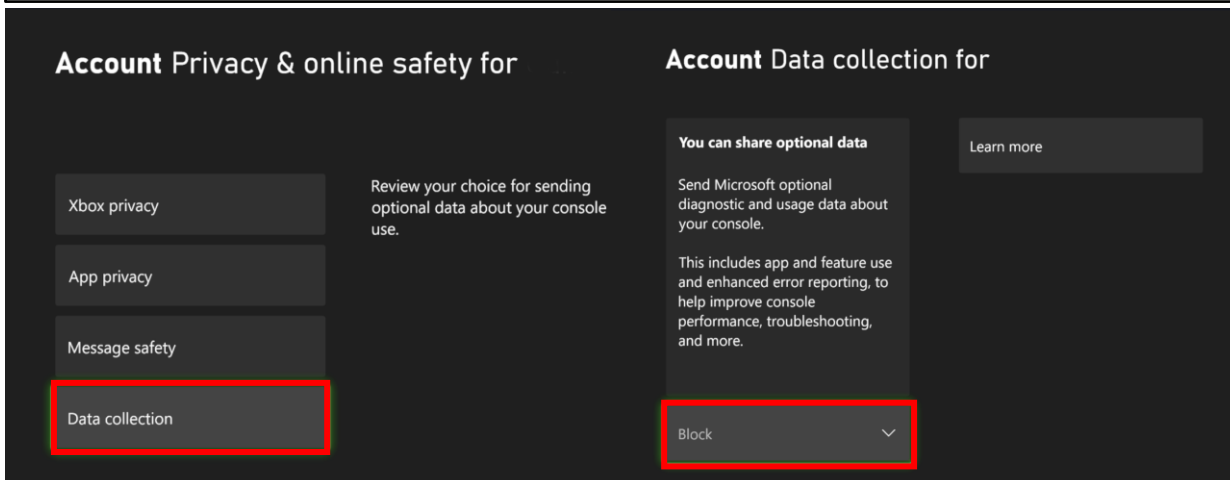 Account Privacy & online safety for
Xbox privacy
App privacy
Message safety
Data collection
Review your choice for sending
optional data about your console
use.
Account Data collection for
You can share optional data
Send Microsoft optional
diagnostic and usage data about
your console.
This includes app and feature use
and enhanced error reporting, to
help improve console
performance, troubleshooting,
and more.
Block
Learn more